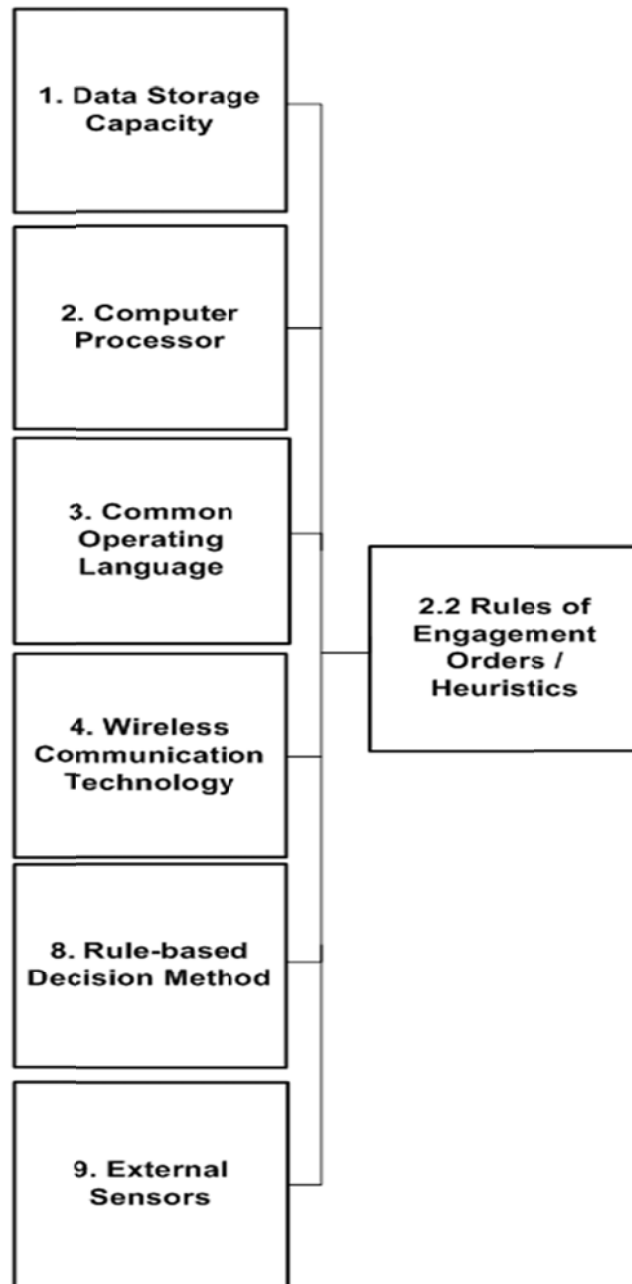 1. Data Storage
Capacity
2. Computer
Processor
3. Common
Operating
Language
2.2 Rules of
Engagement
Orders /
Heuristics
4. Wireless
Communication
Technology
8. Rule-based
Decision Method
9. External
Sensors